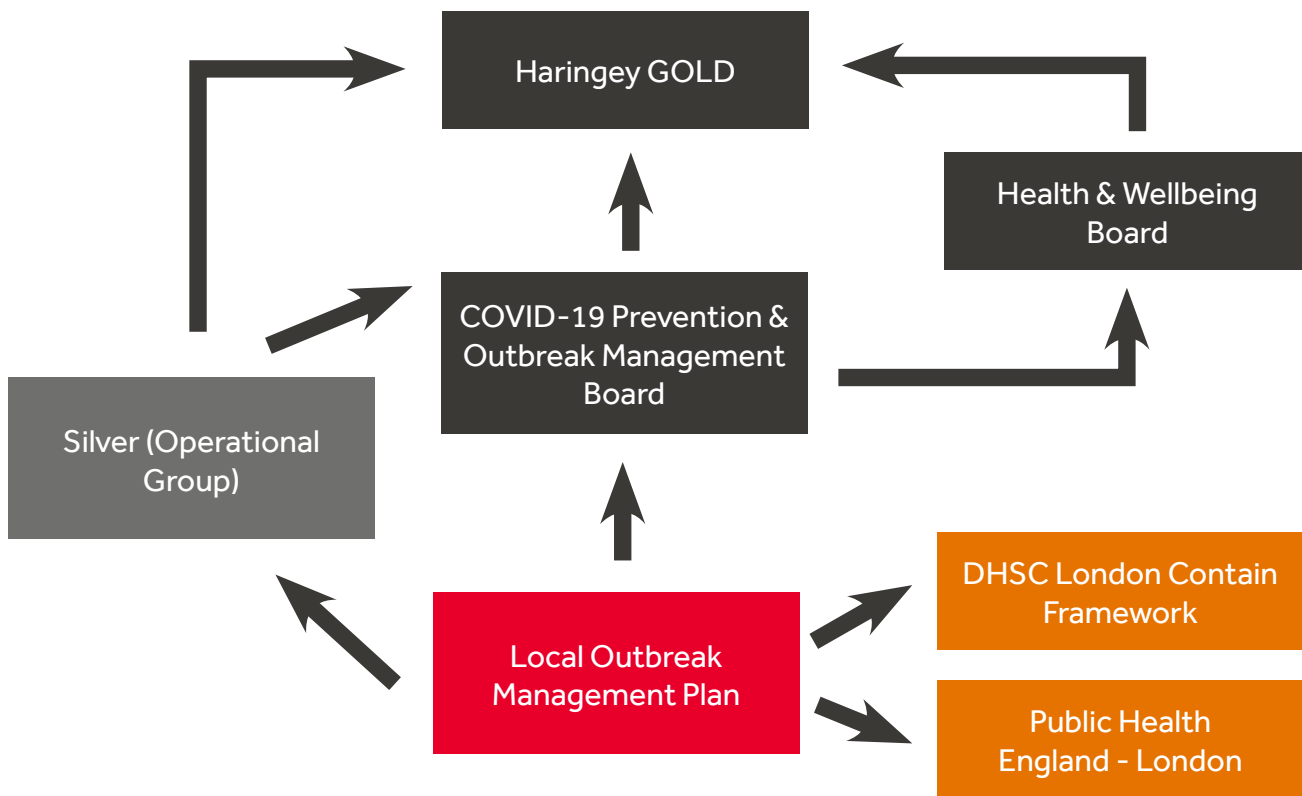 Haringey GOLD
Health & Wellbeing
Board
COVID-19 Prevention &
Outbreak Management
Board
Silver (Operational
Group)
DHSC London Contain
Framework
Local Outbreak
Management Plan
Public Health
England - London